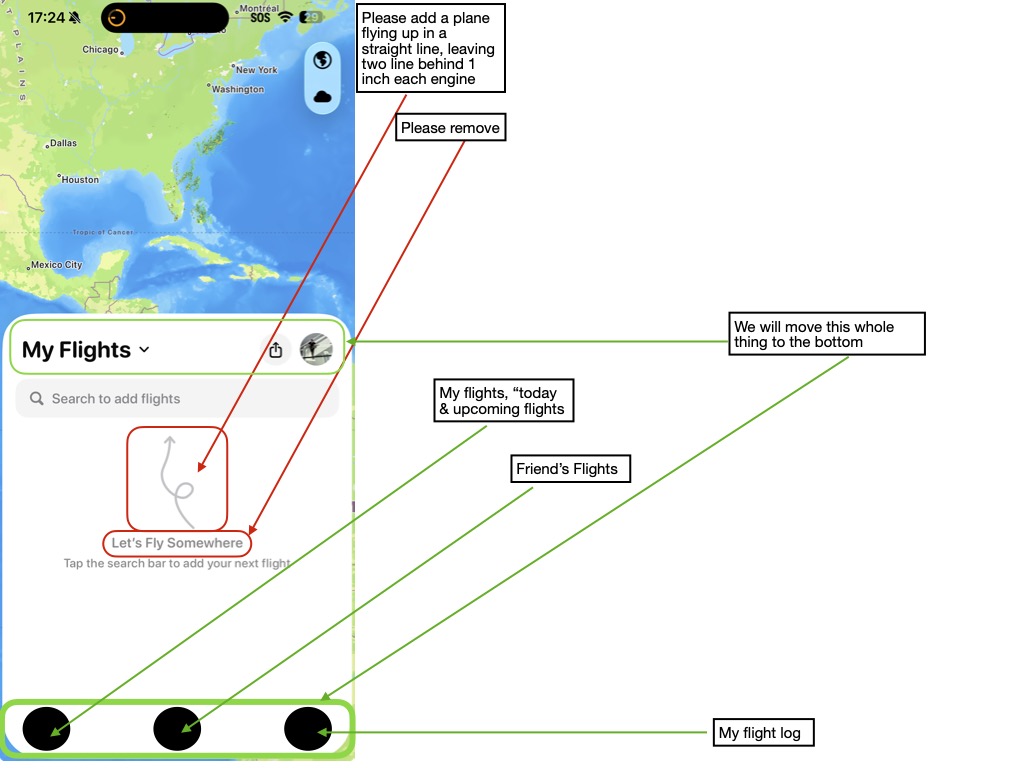 17:24
SOS
29
Montréal
PLAINS
Chicago
New York
Washington
Dallas
Houston
Tropic of Cancer
Mexico City
My Flights
Search to add flights
Let's Fly Somewhere
Tap the search bar to add your next flight
Please add a plane
flying up in a
straight line, leaving
two line behind 1
inch each engine
Please remove
We will move this whole
thing to the bottom
My flights, “today
& upcoming flights
Friend’s Flights
My flight log